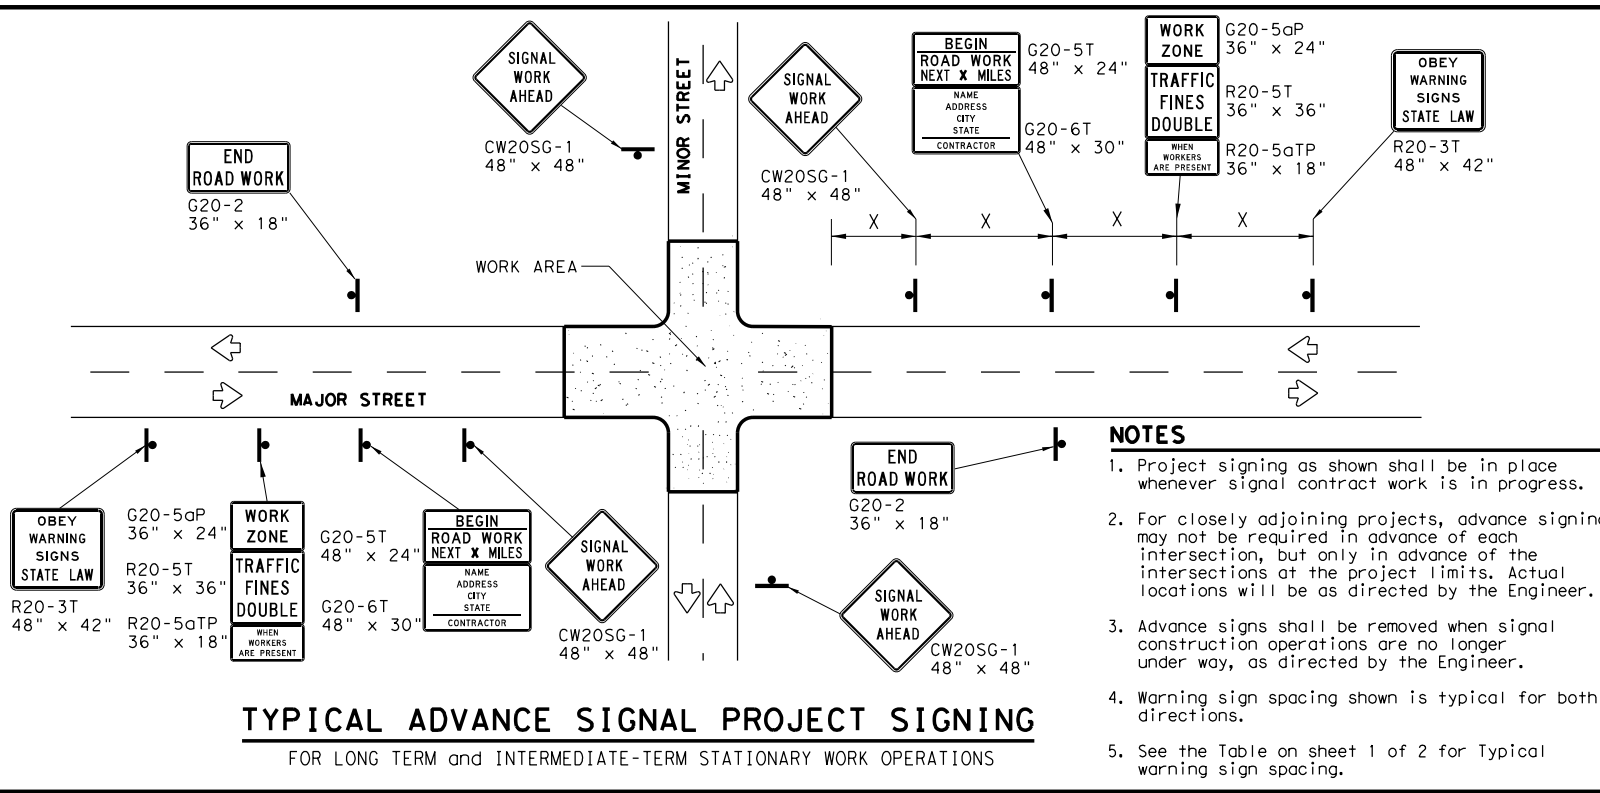 SIGNAL
WORK
AHEAD
CW20SG-1
48" x 48"
MINOR STREET
SIGNAL
WORK
AHEAD
CW20SG-1
48" x 48"
BEGIN
ROAD WORK
NEXT X MILES
NAME
ADDRESS
CITY
STATE
CONTRACTOR
G20-5T
48" x 24"
G20-6T
48" x 30"
WORK
ZONE
TRAFFIC
FINES
DOUBLE
WHEN
WORKERS
ARE PRESENT
G20-5aP
36" x 24"
R20-5T
36" x 36"
R20-5aTP
36" x 18"
OBEY
WARNING
SIGNS
STATE LAW
R20-3T
48" x 42"
END
ROAD WORK
G20-2
36" x 18"
X X X X
WORK AREA
MAJOR STREET
OBEY
WARNING
SIGNS
STATE LAW
R20-3T
48" x 42"
G20-5aP
36" x 24"
R20-5T
36" x 36"
R20-5aTP
36" x 18"
WORK
ZONE
TRAFFIC
FINES
DOUBLE
WHEN
WORKERS
ARE PRESENT
G20-5T
48" x 24"
G20-6T
48" x 30"
BEGIN
ROAD WORK
NEXT X MILES
NAME
ADDRESS
CITY
STATE
CONTRACTOR
SIGNAL
WORK
AHEAD
CW20SG-1
48" x 48"
END
ROAD WORK
G20-2
36" x 18"
SIGNAL
WORK
AHEAD
CW20SG-1
48" x 48"
NOTES
1. Project signing as shown shall be in place
whenever signal contract work is in progress.
2. For closely adjoining projects, advance signing
may not be required in advance of each
intersection, but only in advance of the
intersections at the project limits. Actual
locations will be as directed by the Engineer.
3. Advance signs shall be removed when signal
construction operations are no longer
under way, as directed by the Engineer.
4. Warning sign spacing shown is typical for both
directions.
5. See the Table on sheet 1 of 2 for Typical
warning sign spacing.
TYPICAL ADVANCE SIGNAL PROJECT SIGNING
FOR LONG TERM and INTERMEDIATE-TERM STATIONARY WORK OPERATIONS